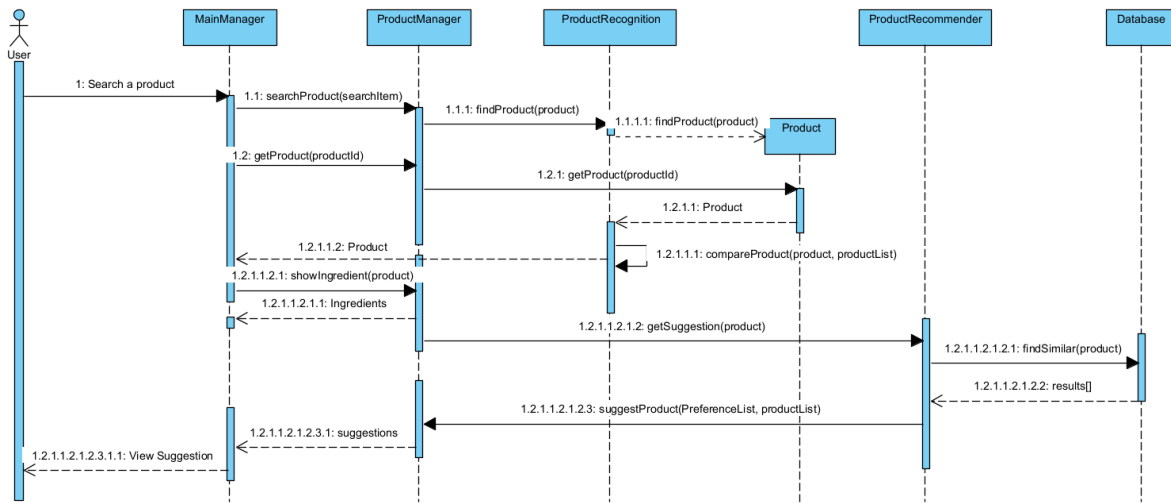 MainManager
ProductManager
ProductRecognition
ProductRecommender
Database
User
1: Search a product
1.1: searchProduct(searchItem)
1.1.1: findProduct(product)
1.1.1.1: findProduct(product)
Product
1.2: getProduct(productId)
1.2.1: getProduct(productId)
1.2.1.1: Product
1.2.1.1.2: Product
1.2.1.1.1: compareProduct(product, productList)
1.2.1.1.2.1: showIngredient(product)
1.2.1.1.2.1.1: Ingredients
1.2.1.1.2.1.2: getSuggestion(product)
1.2.1.1.2.1.2.1: findSimilar(product)
1.2.1.1.2.1.2.2: results[]
1.2.1.1.2.1.2.3: suggestProduct(PreferenceList, productList)
1.2.1.1.2.1.2.3.1: suggestions
1.2.1.1.2.1.2.3.1.1: View Suggestion